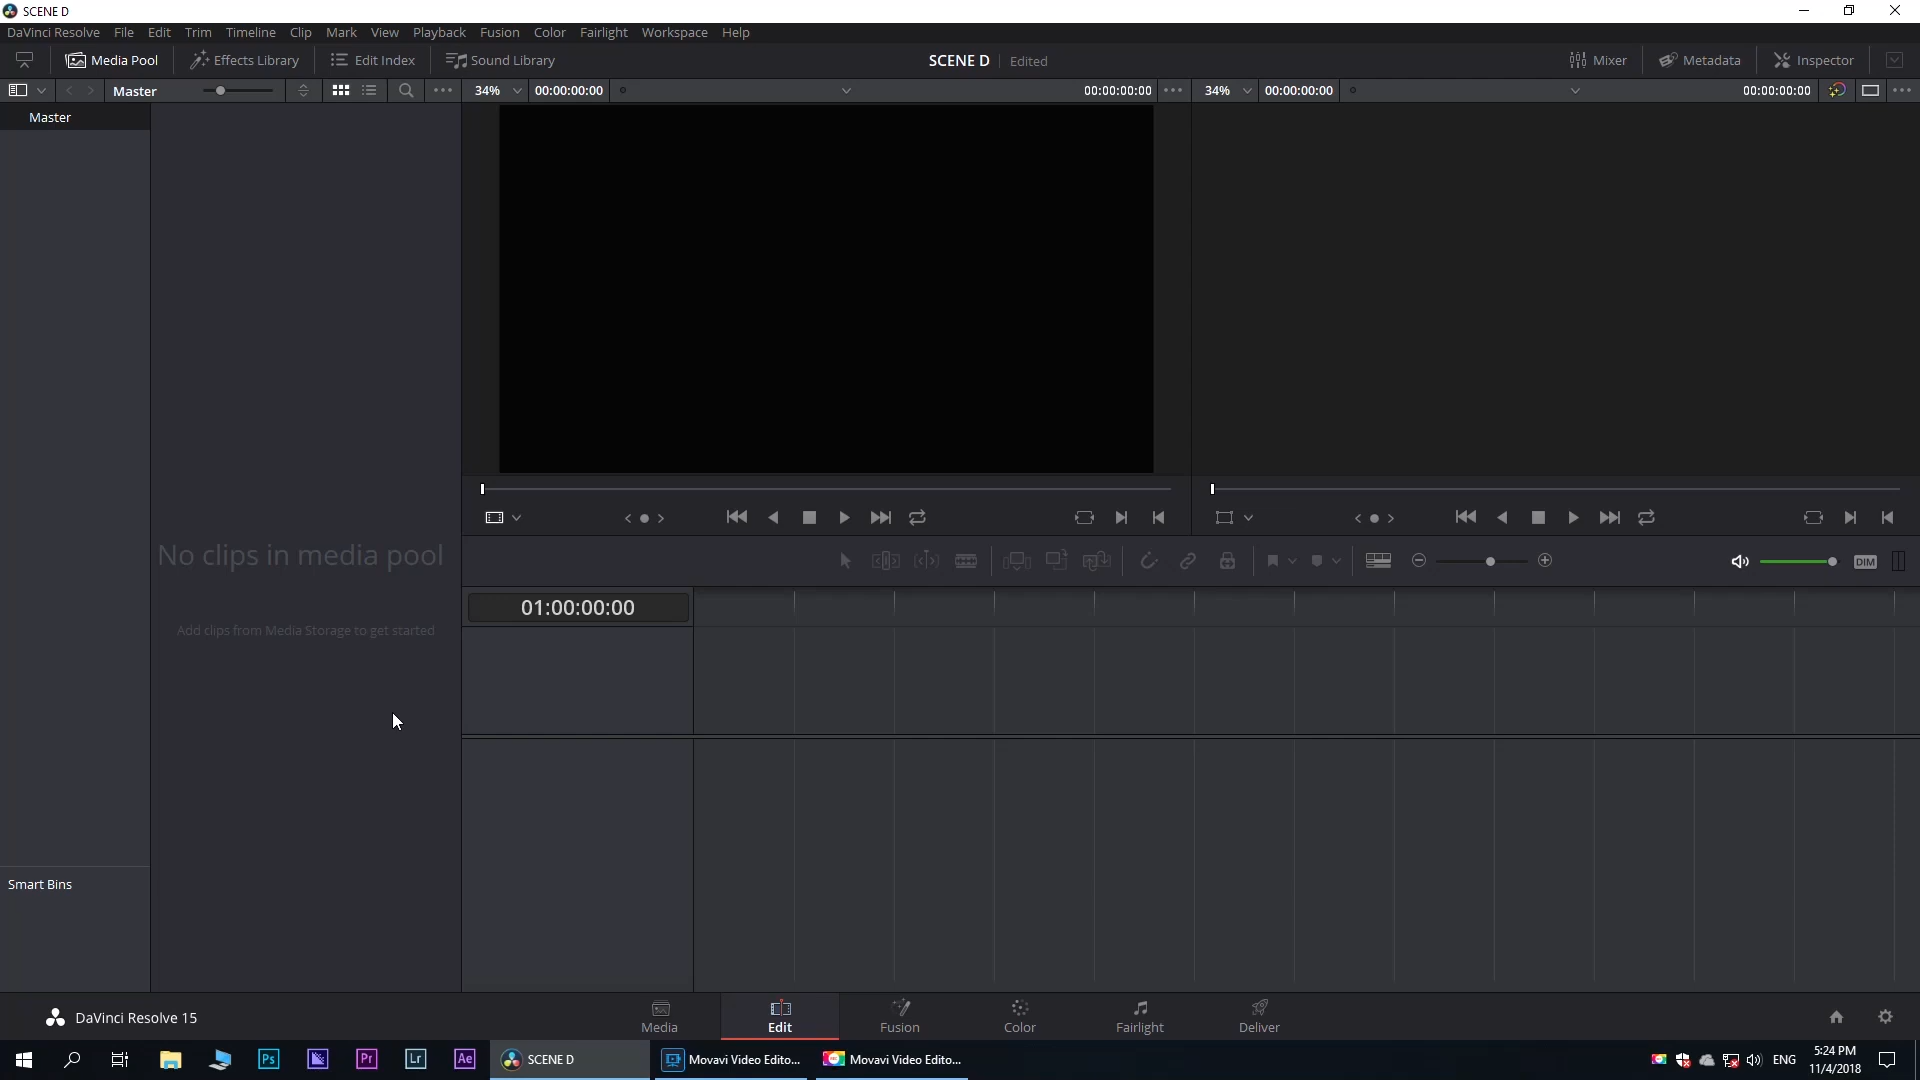 SCENE D
DaVinci Resolve File Edit Trim Timeline Clip Mark View Playback Fusion Color Fairlight Workspace Help
Media Pool Effects Library Edit Index Sound Library SCENE D Edited Mixer Metadata Inspector
Master 34% 00:00:00:00 00:00:00:00 34% 00:00:00:00 00:00:00:00
Master
DIM
No clips in media pool
01:00:00:00
Add clips from Media Storage to get started
Smart Bins
DaVinci Resolve 15
Media Edit Fusion Color Fairlight Deliver
Ps Pr Lr Ae SCENE D Movavi Video Edito... Movavi Video Edito... ENG
5:24 PM
11/4/2018